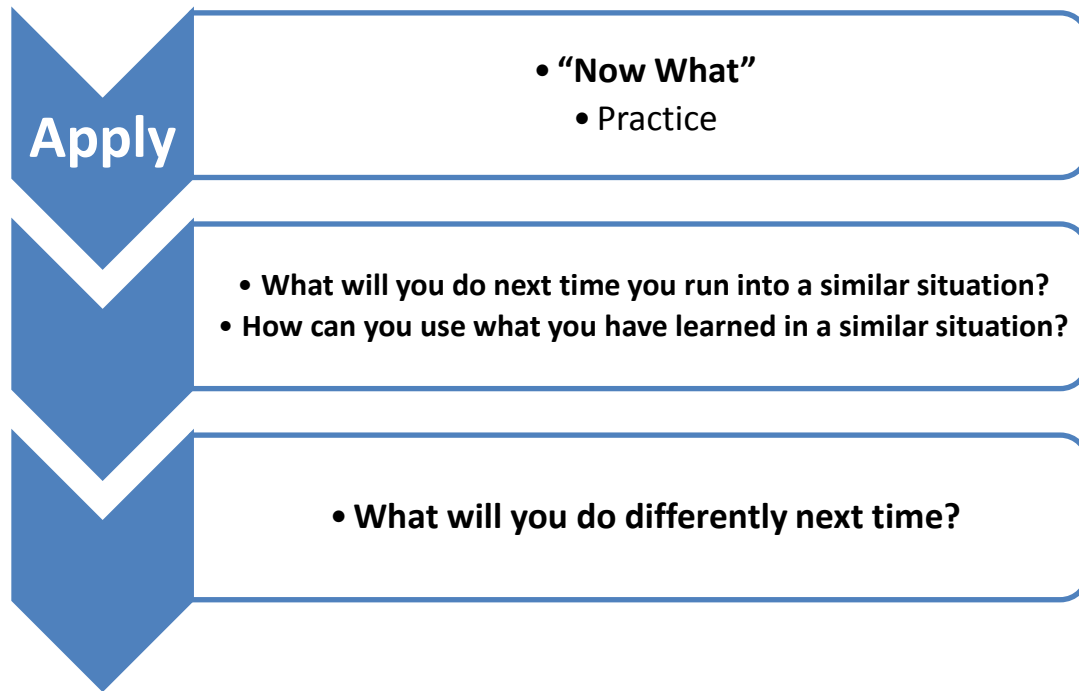 Apply
• “Now What”
• Practice
• What will you do next time you run into a similar situation?
• How can you use what you have learned in a similar situation?
• What will you do differently next time?